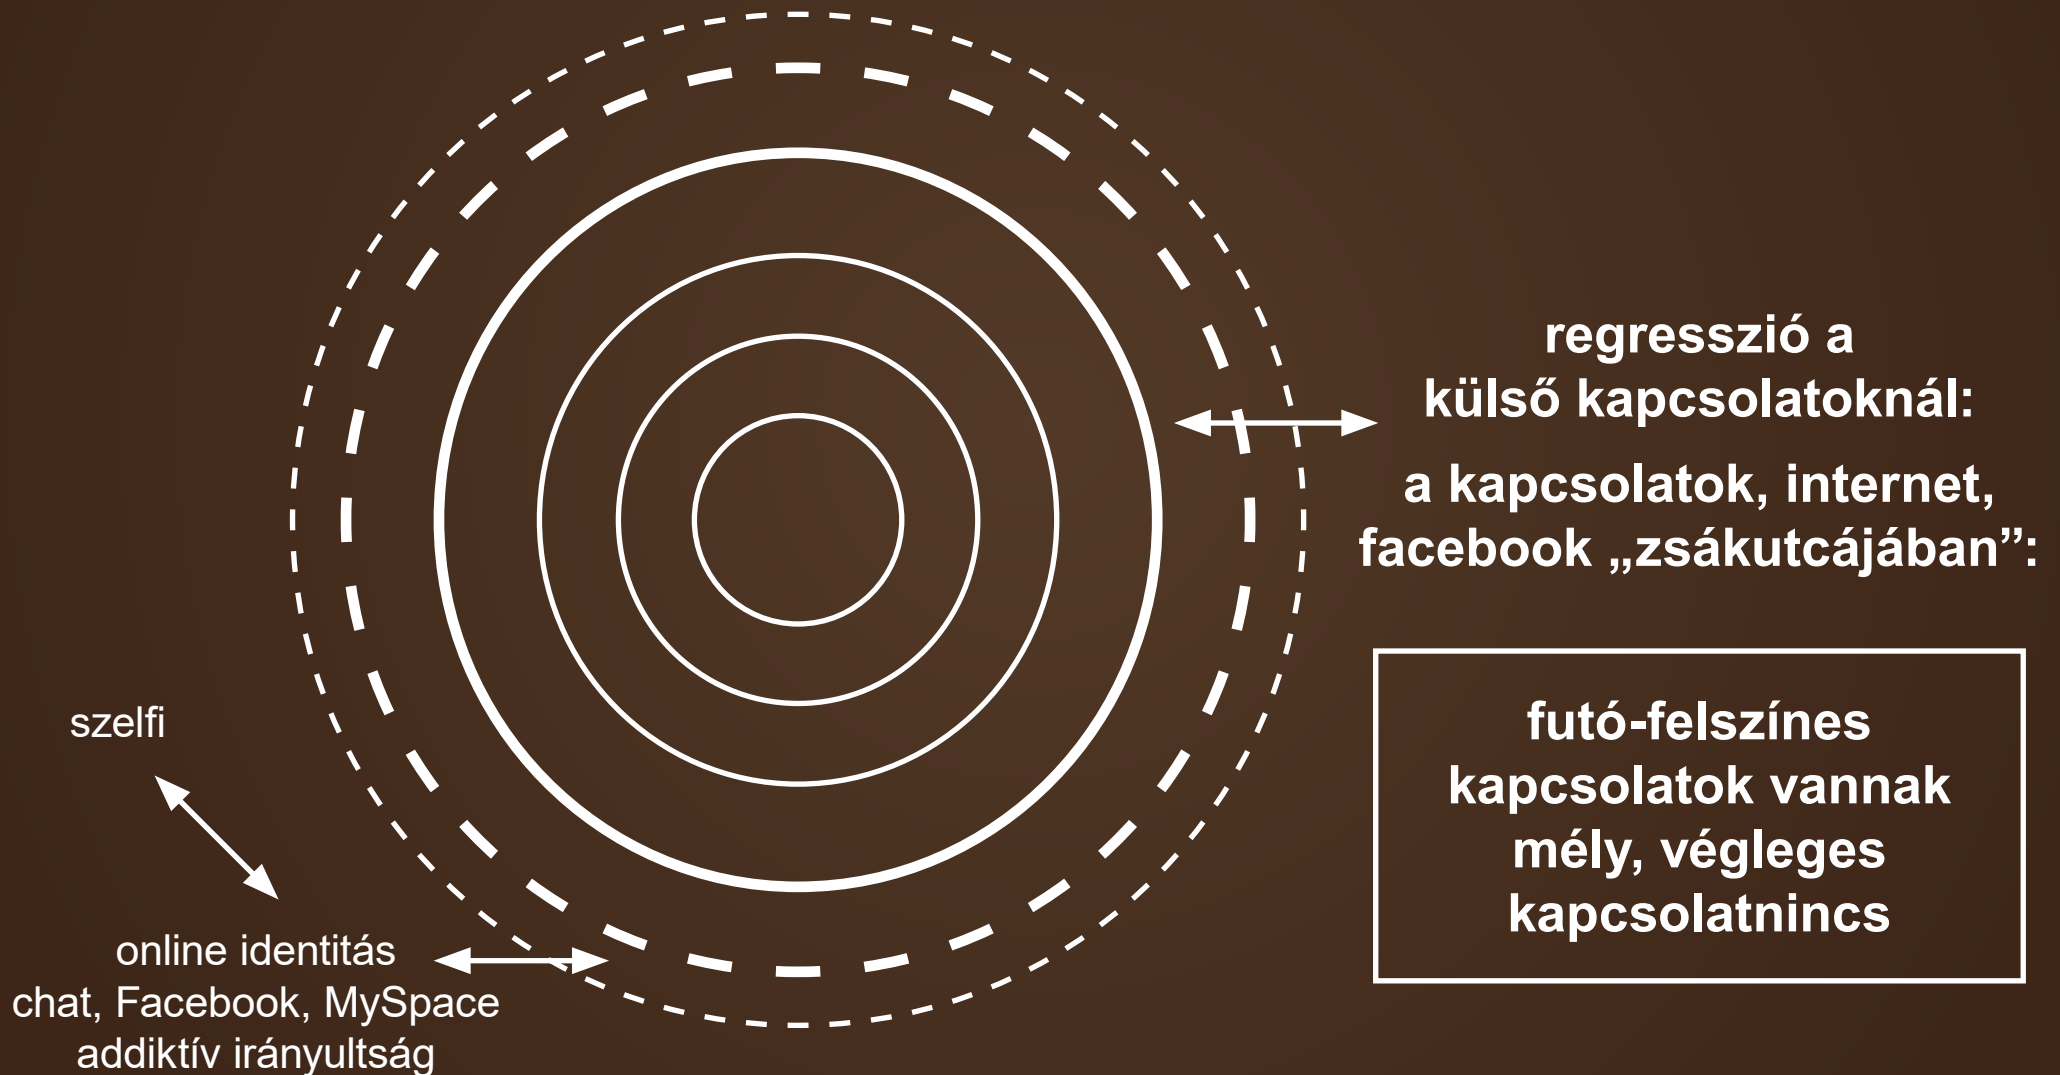 regresszió a
külső kapcsolatoknál:
a kapcsolatok, internet,
facebook „zsákutcájában”:
futó-felszínes
kapcsolatok vannak
mély, végleges
kapcsolatnincs
szelfi
online identitás
chat, Facebook, MySpace
addiktív irányultság